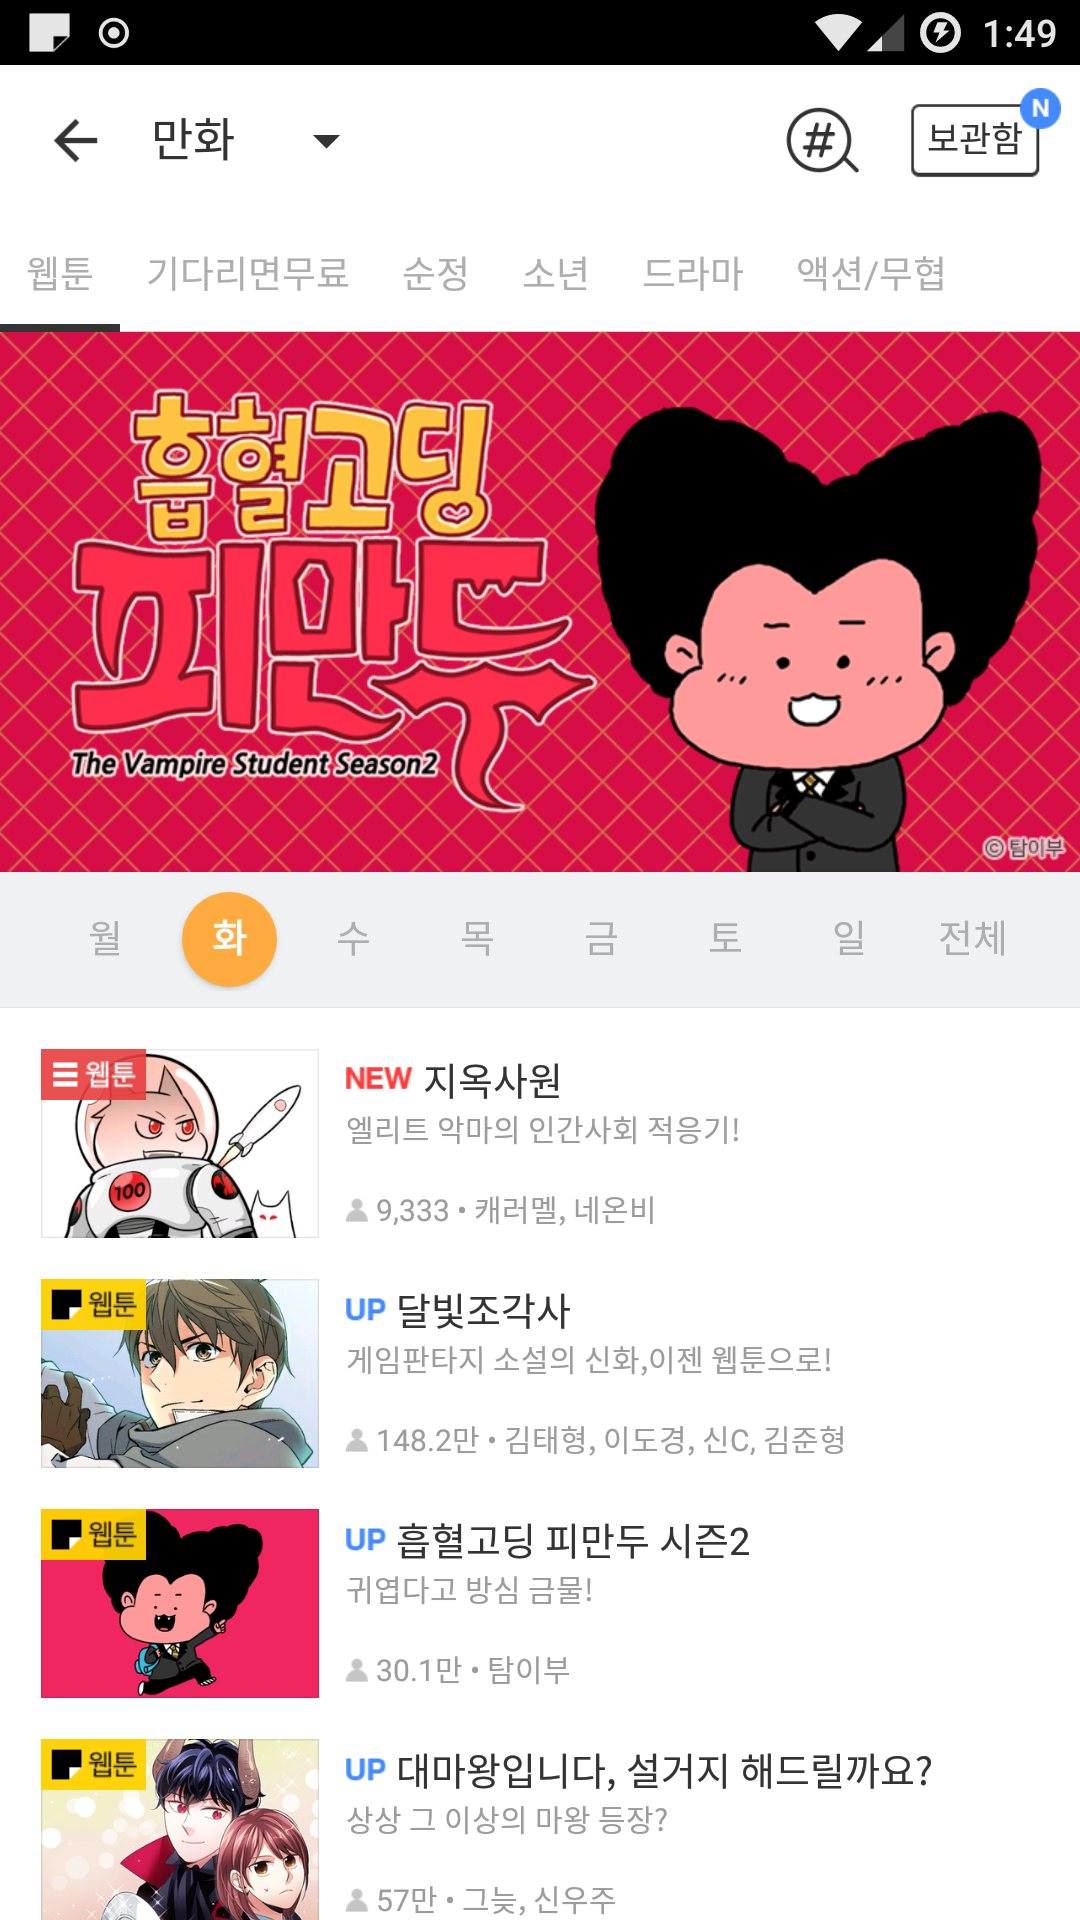 1:49
만화
#
보관함
N
웹툰 기다리면무료 순정 소년 드라마 액션/무협
흡혈고딩
피만두
The Vampire Student Season2
© 탐이부
월 화 수 목 금 토 일 전체
웹툰
100
NEW 지옥사원
엘리트 악마의 인간사회 적응기!
9,333 • 캐러멜, 네온비
웹툰
UP 달빛조각사
게임판타지 소설의 신화,이젠 웹툰으로!
148.2만 • 김태형, 이도경, 신C, 김준형
웹툰
UP 흡혈고딩 피만두 시즌2
귀엽다고 방심 금물!
30.1만 • 탐이부
웹툰
UP 대마왕입니다, 설거지 해드릴까요?
상상 그 이상의 마왕 등장?
57만 • 그늦, 신우주